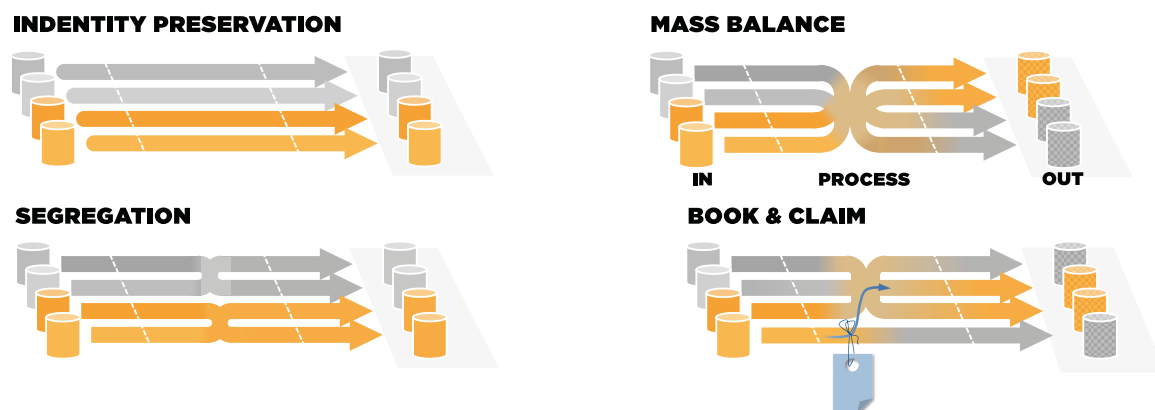 INDENTITY PRESERVATION
MASS BALANCE
IN
PROCESS
OUT
SEGREGATION
BOOK & CLAIM